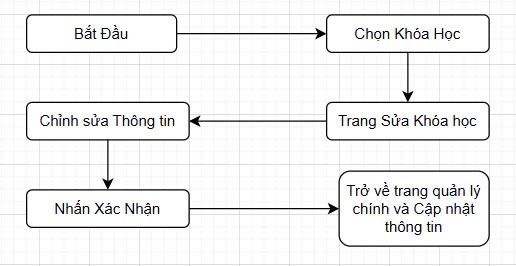 Bắt Đầu
Chọn Khóa Học
Trang Sửa Khóa học
Chỉnh sửa Thông tin
Nhấn Xác Nhận
Trở về trang quản lý
chính và Cập nhật
thông tin